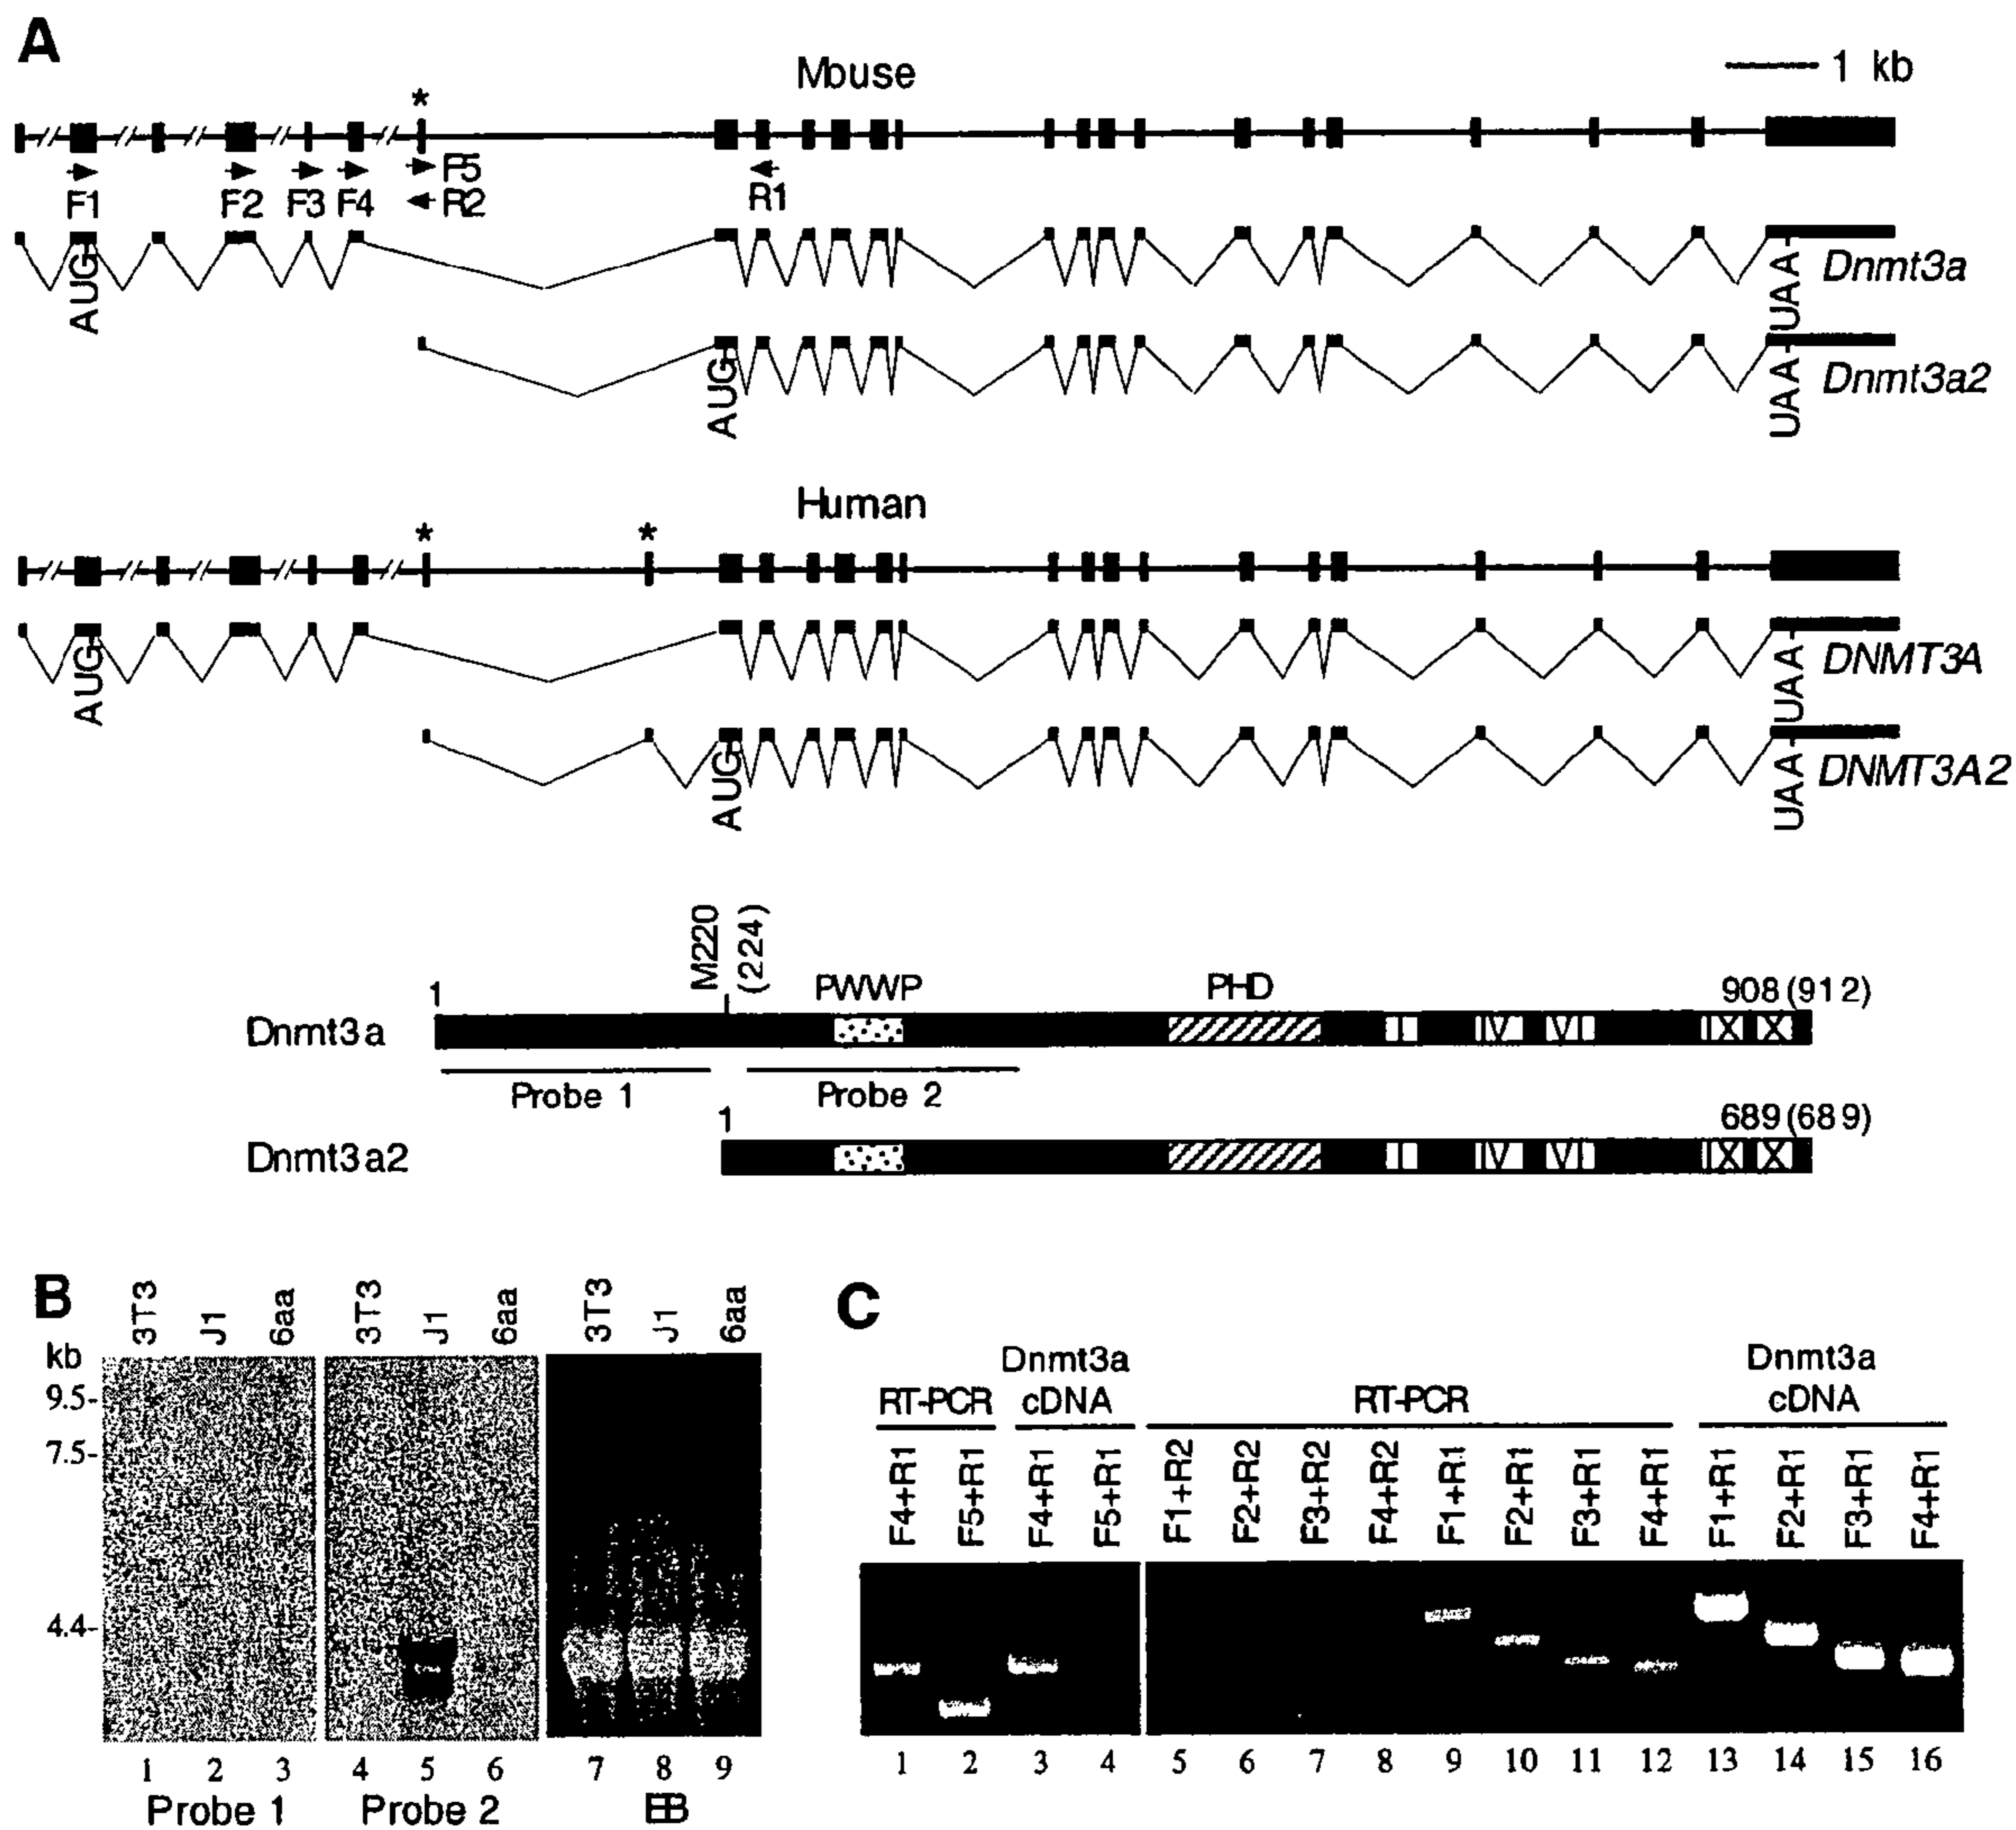 A
Mouse
1 kb
*
F1
F2
F3
F4
F5
R2
R1
AUG
UAA
Dnmt3a
AUG
UAA
Dnmt3a2
Human
*
*
AUG
UAA
DNMT3A
AUG
UAA
DNMT3A2
M220
(224)
1
PWWP
PHD
908 (912)
Dnmt3a
I IV VI IX X
Probe 1
Probe 2
1
689 (689)
Dnmt3a2
I IV VI IX X
B
3T3
J1
6aa
3T3
J1
6aa
3T3
J1
6aa
kb
9.5-
7.5-
4.4-
1 2 3 4 5 6 7 8 9
Probe 1
Probe 2
EB
C
RT-PCR
Dnmt3a
cDNA
RT-PCR
Dnmt3a
cDNA
F4+R1
F5+R1
F4+R1
F5+R1
F1+R2
F2+R2
F3+R2
F4+R2
F1+R1
F2+R1
F3+R1
F4+R1
F1+R1
F2+R1
F3+R1
F4+R1
1 2 3 4 5 6 7 8 9 10 11 12 13 14 15 16